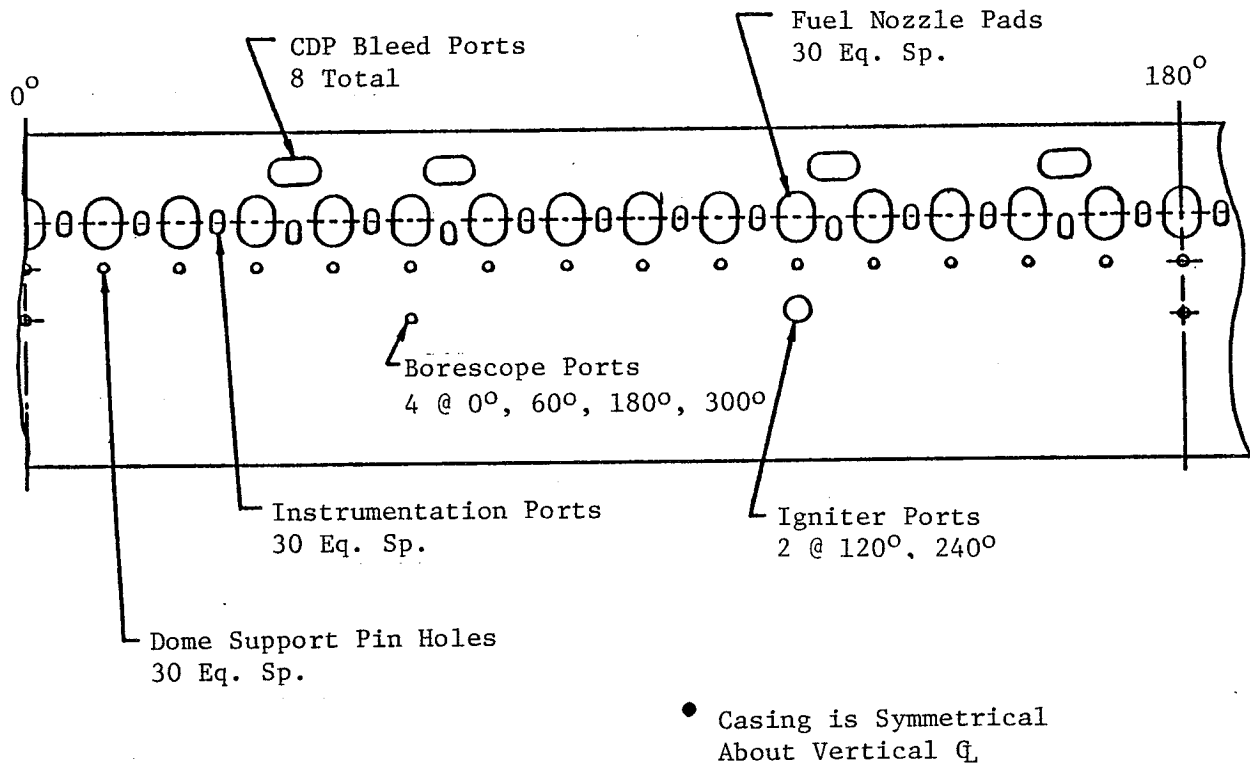 CDP Bleed Ports
8 Total
Fuel Nozzle Pads
30 Eq. Sp.
0°
180°
Borescope Ports
4 @ 0°, 60°, 180°, 300°
Instrumentation Ports
30 Eq. Sp.
Igniter Ports
2 @ 120°, 240°
Dome Support Pin Holes
30 Eq. Sp.
● Casing is Symmetrical
About Vertical ℄